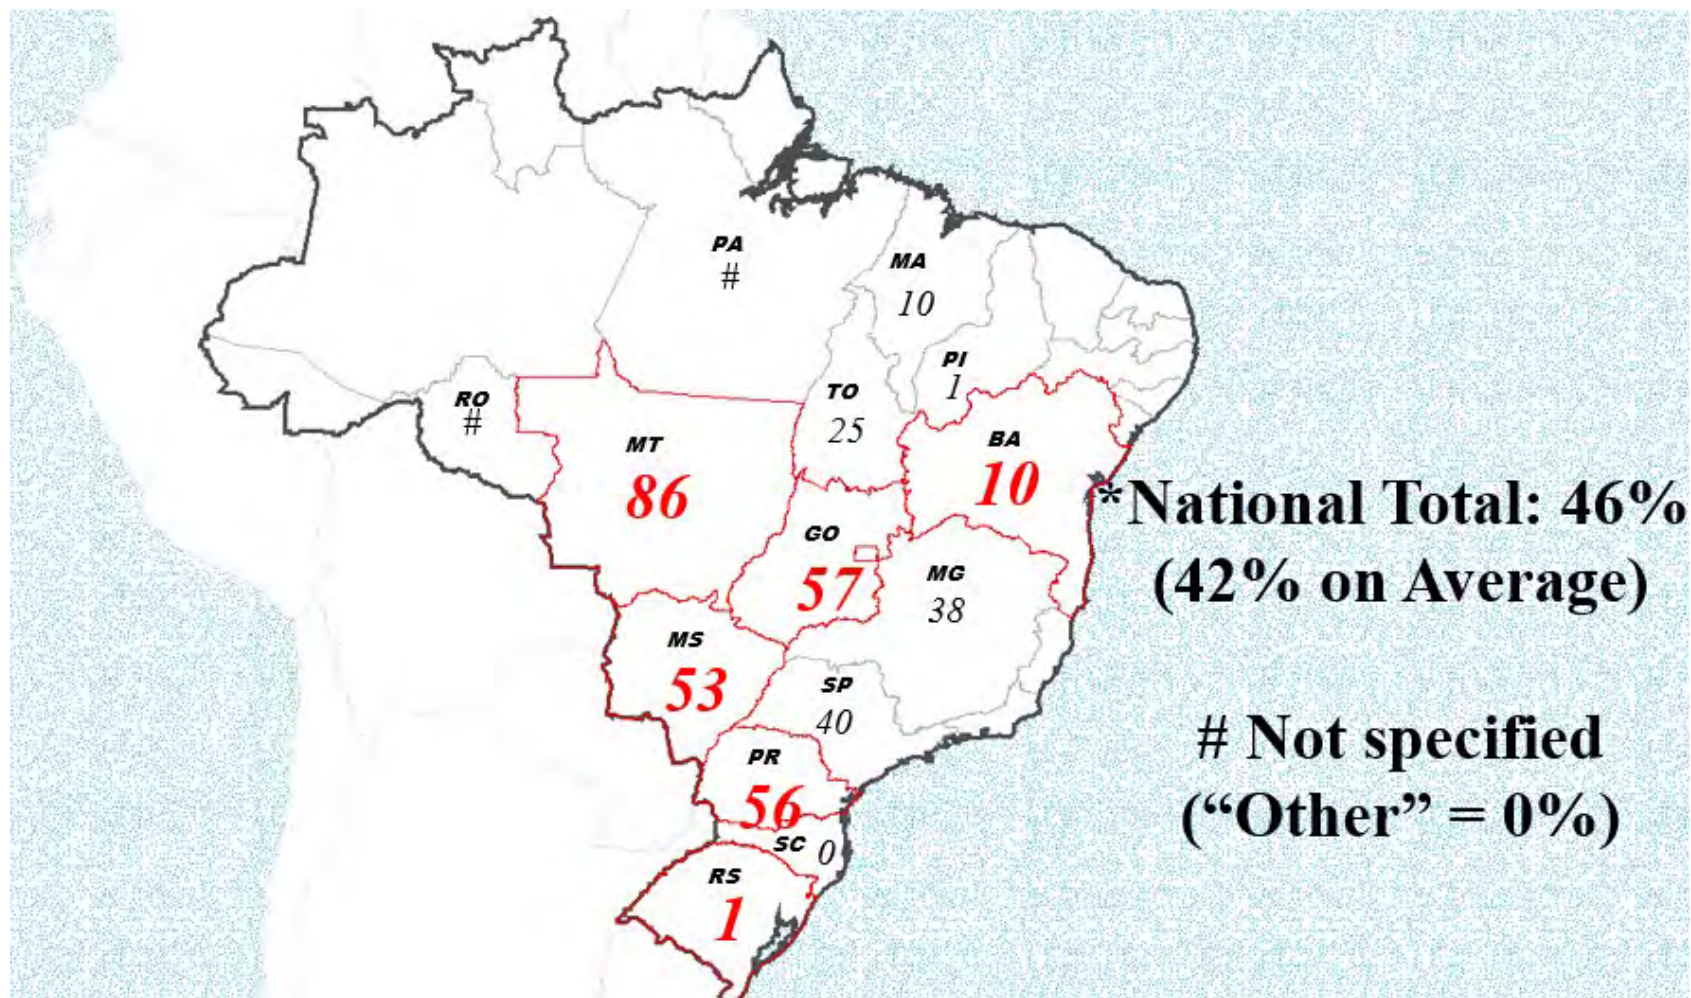 PA
#
MA
10
PI
1
TO
25
RO
#
MT
86
BA
10
*National Total: 46%
(42% on Average)
GO
57
MG
38
MS
53
SP
40
# Not specified
(“Other” = 0%)
PR
56
SC 0
RS
1